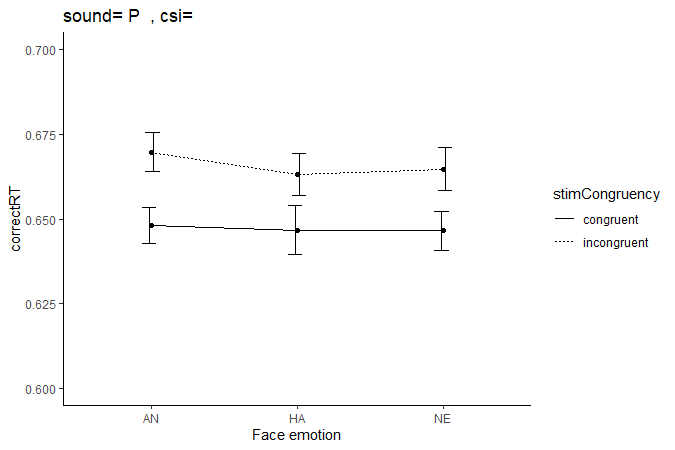 sound= P , csi=
0.700
0.675
0.650
0.625
0.600
correctRT
AN HA NE
Face emotion
stimCongruency
congruent
incongruent